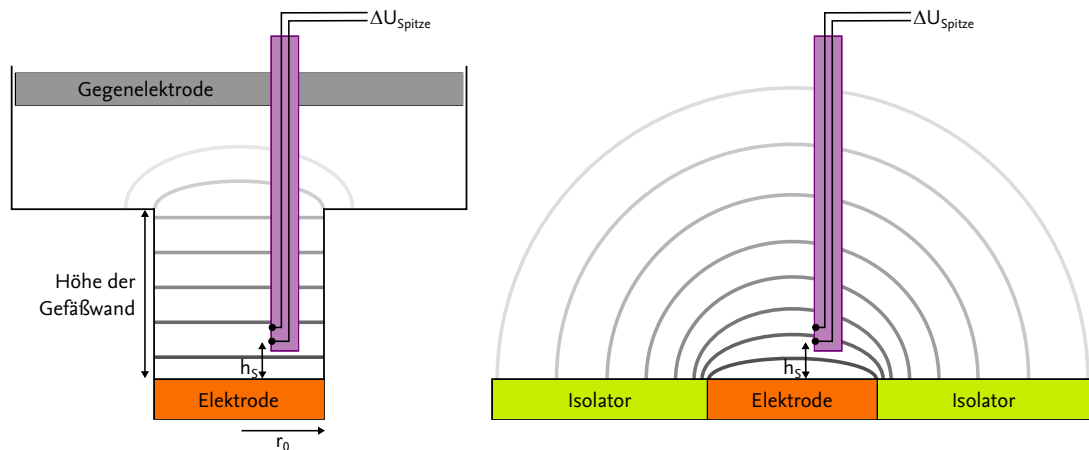 ΔU_Spitze
Gegenelektrode
Höhe der
Gefäßwand
h_S
Elektrode
r_0
ΔU_Spitze
h_S
Isolator
Elektrode
Isolator